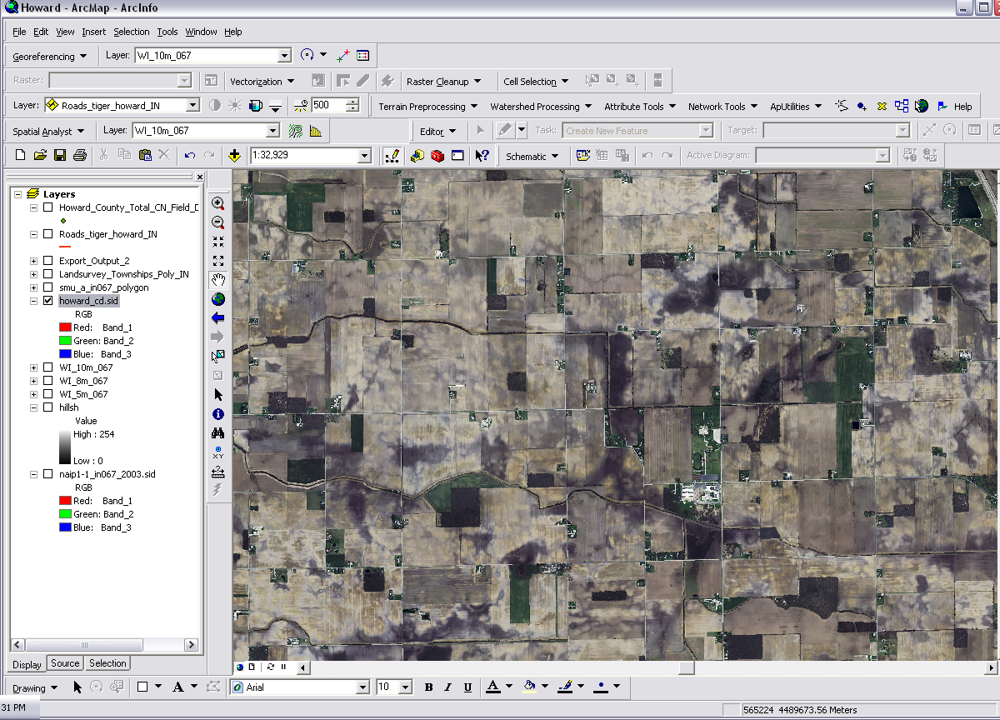 Howard - ArcMap - ArcInfo
File Edit View Insert Selection Tools Window Help
Georeferencing Layer: WI_10m_067
Raster: Vectorization Raster Cleanup Cell Selection
Layer: Roads_tiger_howard_IN 500 Terrain Preprocessing Watershed Processing Attribute Tools Network Tools ApUtilities Help
Spatial Analyst Layer: WI_10m_067 Editor Task: Create New Feature Target:
1:32,929 Schematic Active Diagram:
Layers
Howard_County_Total_CN_Field_D
Roads_tiger_howard_IN
Export_Output_2
Landsurvey_Townships_Poly_IN
smu_a_in067_polygon
howard_cd.sid
RGB
Red: Band_1
Green: Band_2
Blue: Band_3
WI_10m_067
WI_8m_067
WI_5m_067
hillsh
Value
High : 254
Low : 0
naip1-1_in067_2003.sid
RGB
Red: Band_1
Green: Band_2
Blue: Band_3
XY
Display Source Selection
Drawing A Arial 10 B I U A
31 PM
565224 4489673.56 Meters